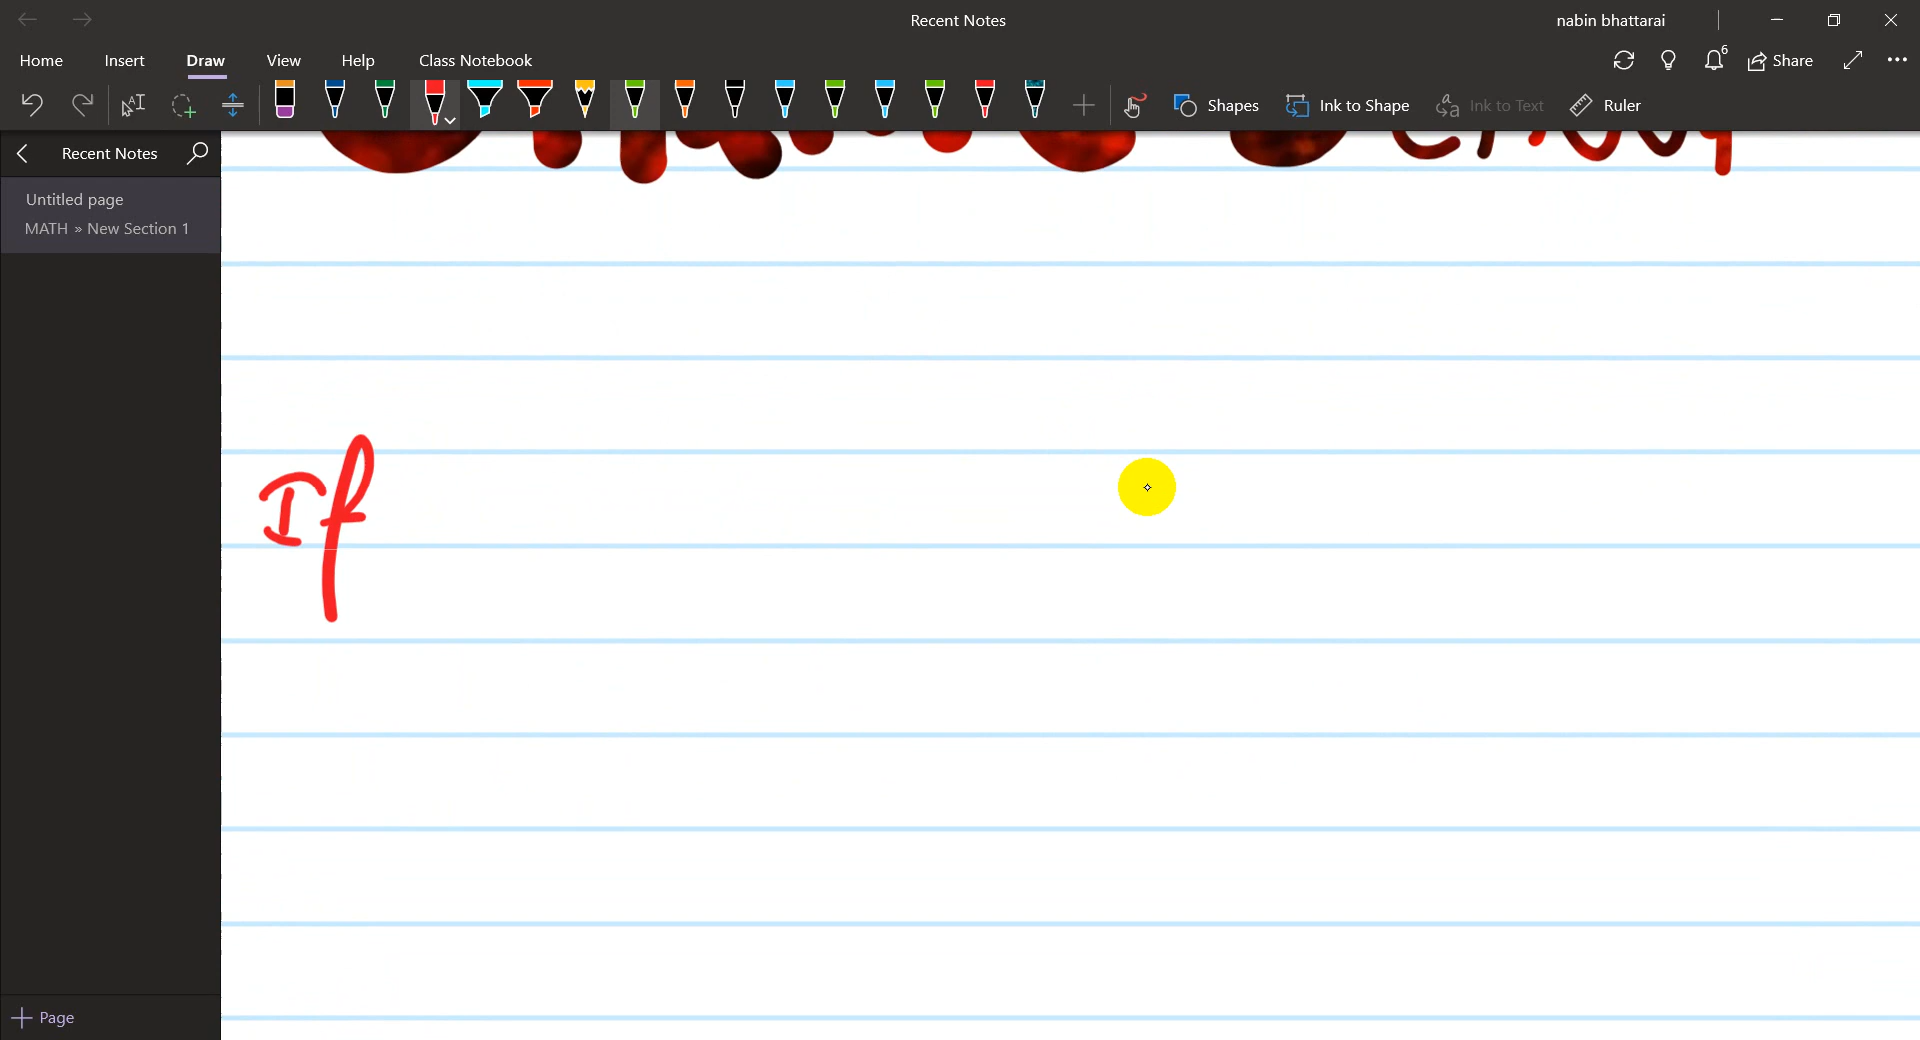 Recent Notes
nabin bhattarai
Home Insert Draw View Help Class Notebook
6
Share
Shapes Ink to Shape Ink to Text Ruler
Recent Notes
Untitled page
MATH » New Section 1
If
Page